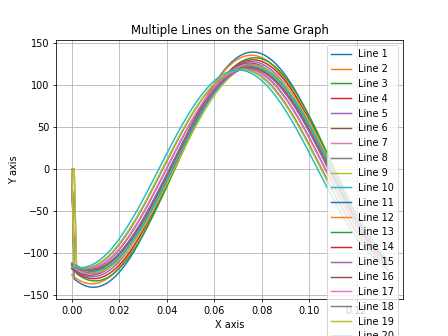 Multiple Lines on the Same Graph
150
100
50
0
−50
−100
−150
Y axis
0.00
0.02
0.04
0.06
0.08
0.10
X axis
Line 1
Line 2
Line 3
Line 4
Line 5
Line 6
Line 7
Line 8
Line 9
Line 10
Line 11
Line 12
Line 13
Line 14
Line 15
Line 16
Line 17
Line 18
Line 19
Line 20